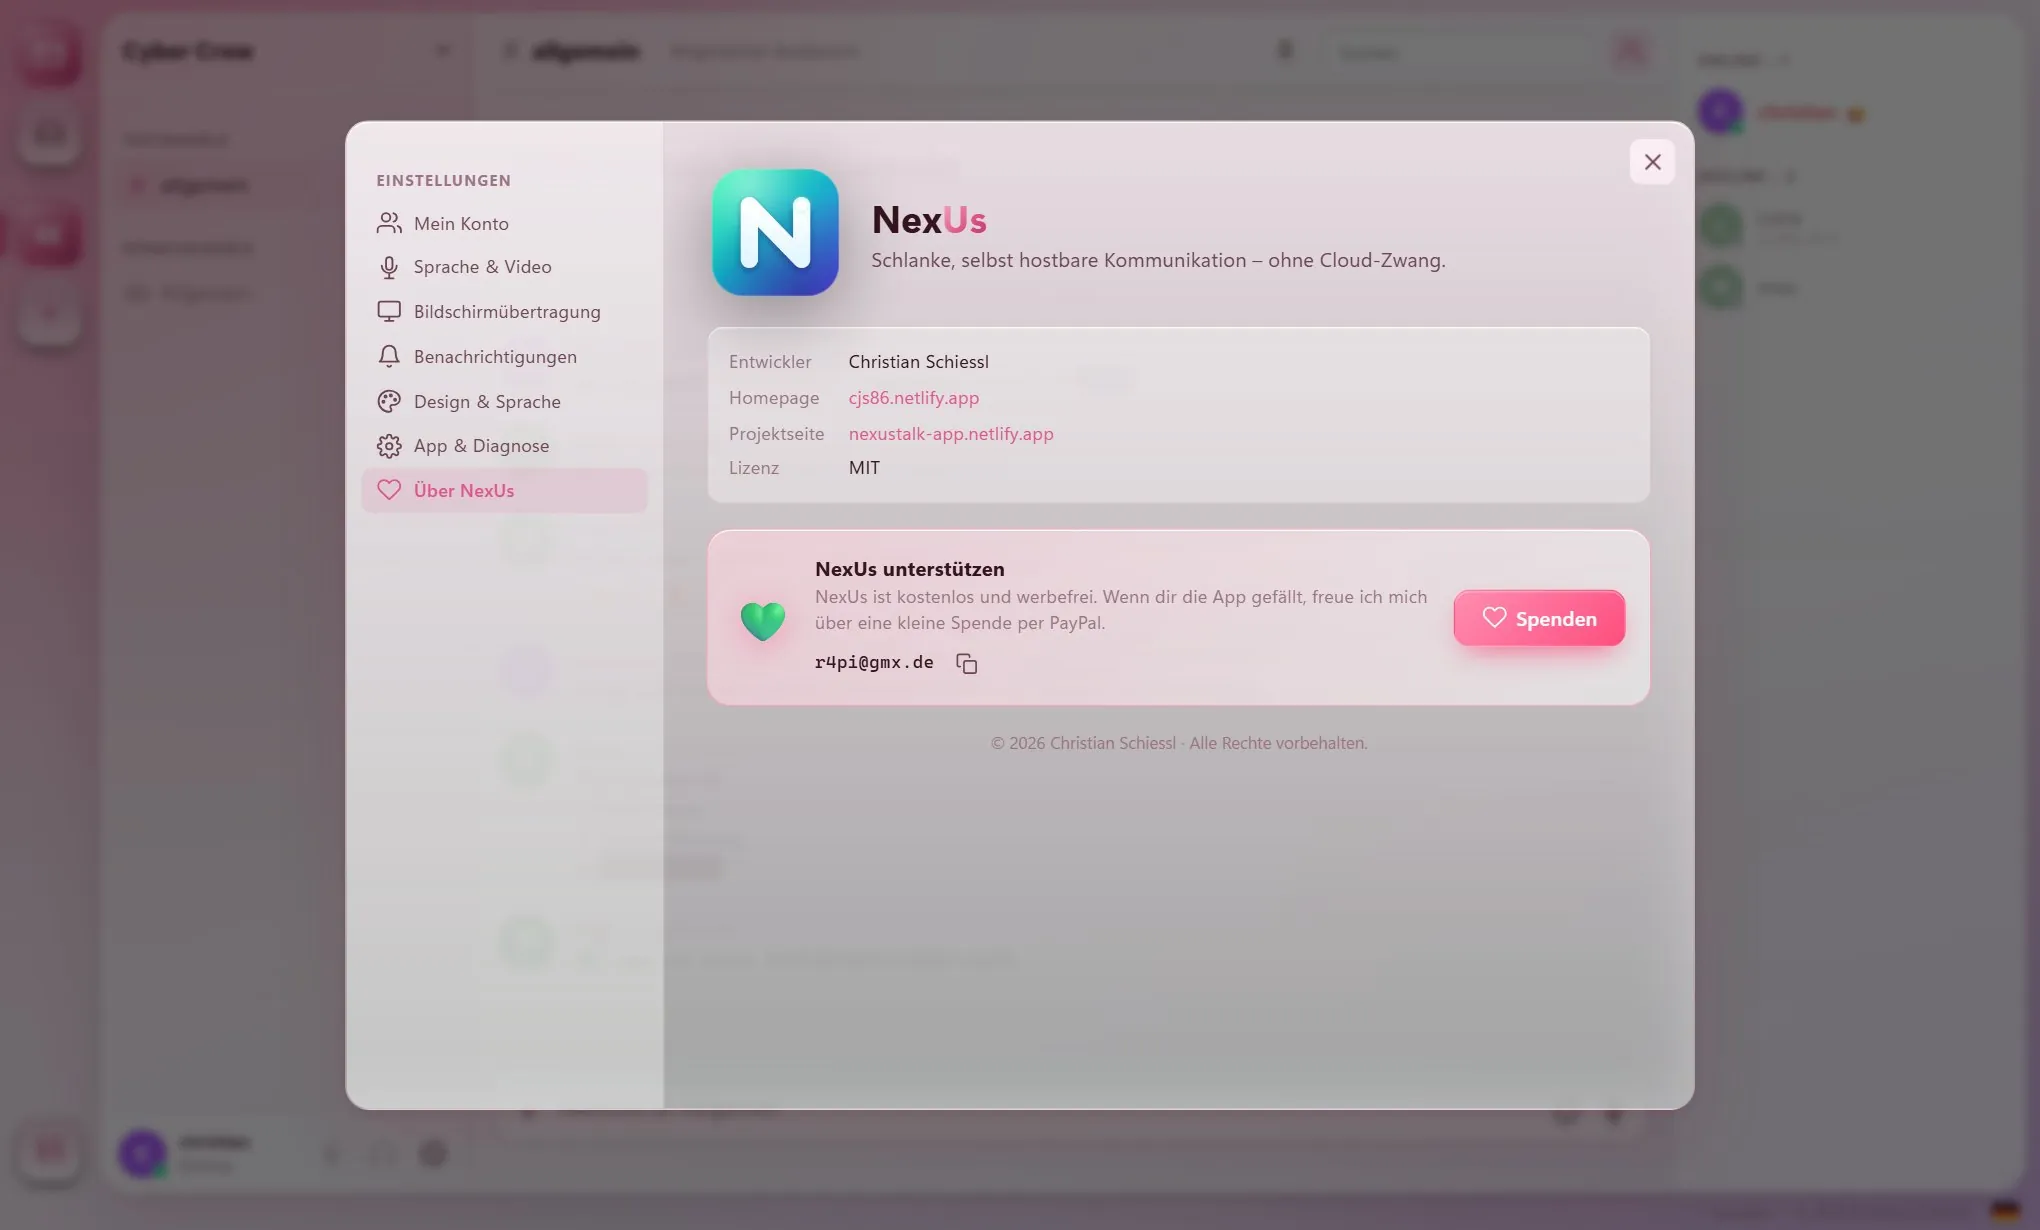 Cyber Crew
allgemein
EINSTELLUNGEN
Mein Konto
Sprache & Video
Bildschirmübertragung
Benachrichtigungen
Design & Sprache
App & Diagnose
Über NexUs
N
NexUs
Schlanke, selbst hostbare Kommunikation – ohne Cloud-Zwang.
Entwickler Christian Schiessl
Homepage cjs86.netlify.app
Projektseite nexustalk-app.netlify.app
Lizenz MIT
NexUs unterstützen
NexUs ist kostenlos und werbefrei. Wenn dir die App gefällt, freue ich mich
über eine kleine Spende per PayPal.
r4pi@gmx.de
Spenden
© 2026 Christian Schiessl · Alle Rechte vorbehalten.